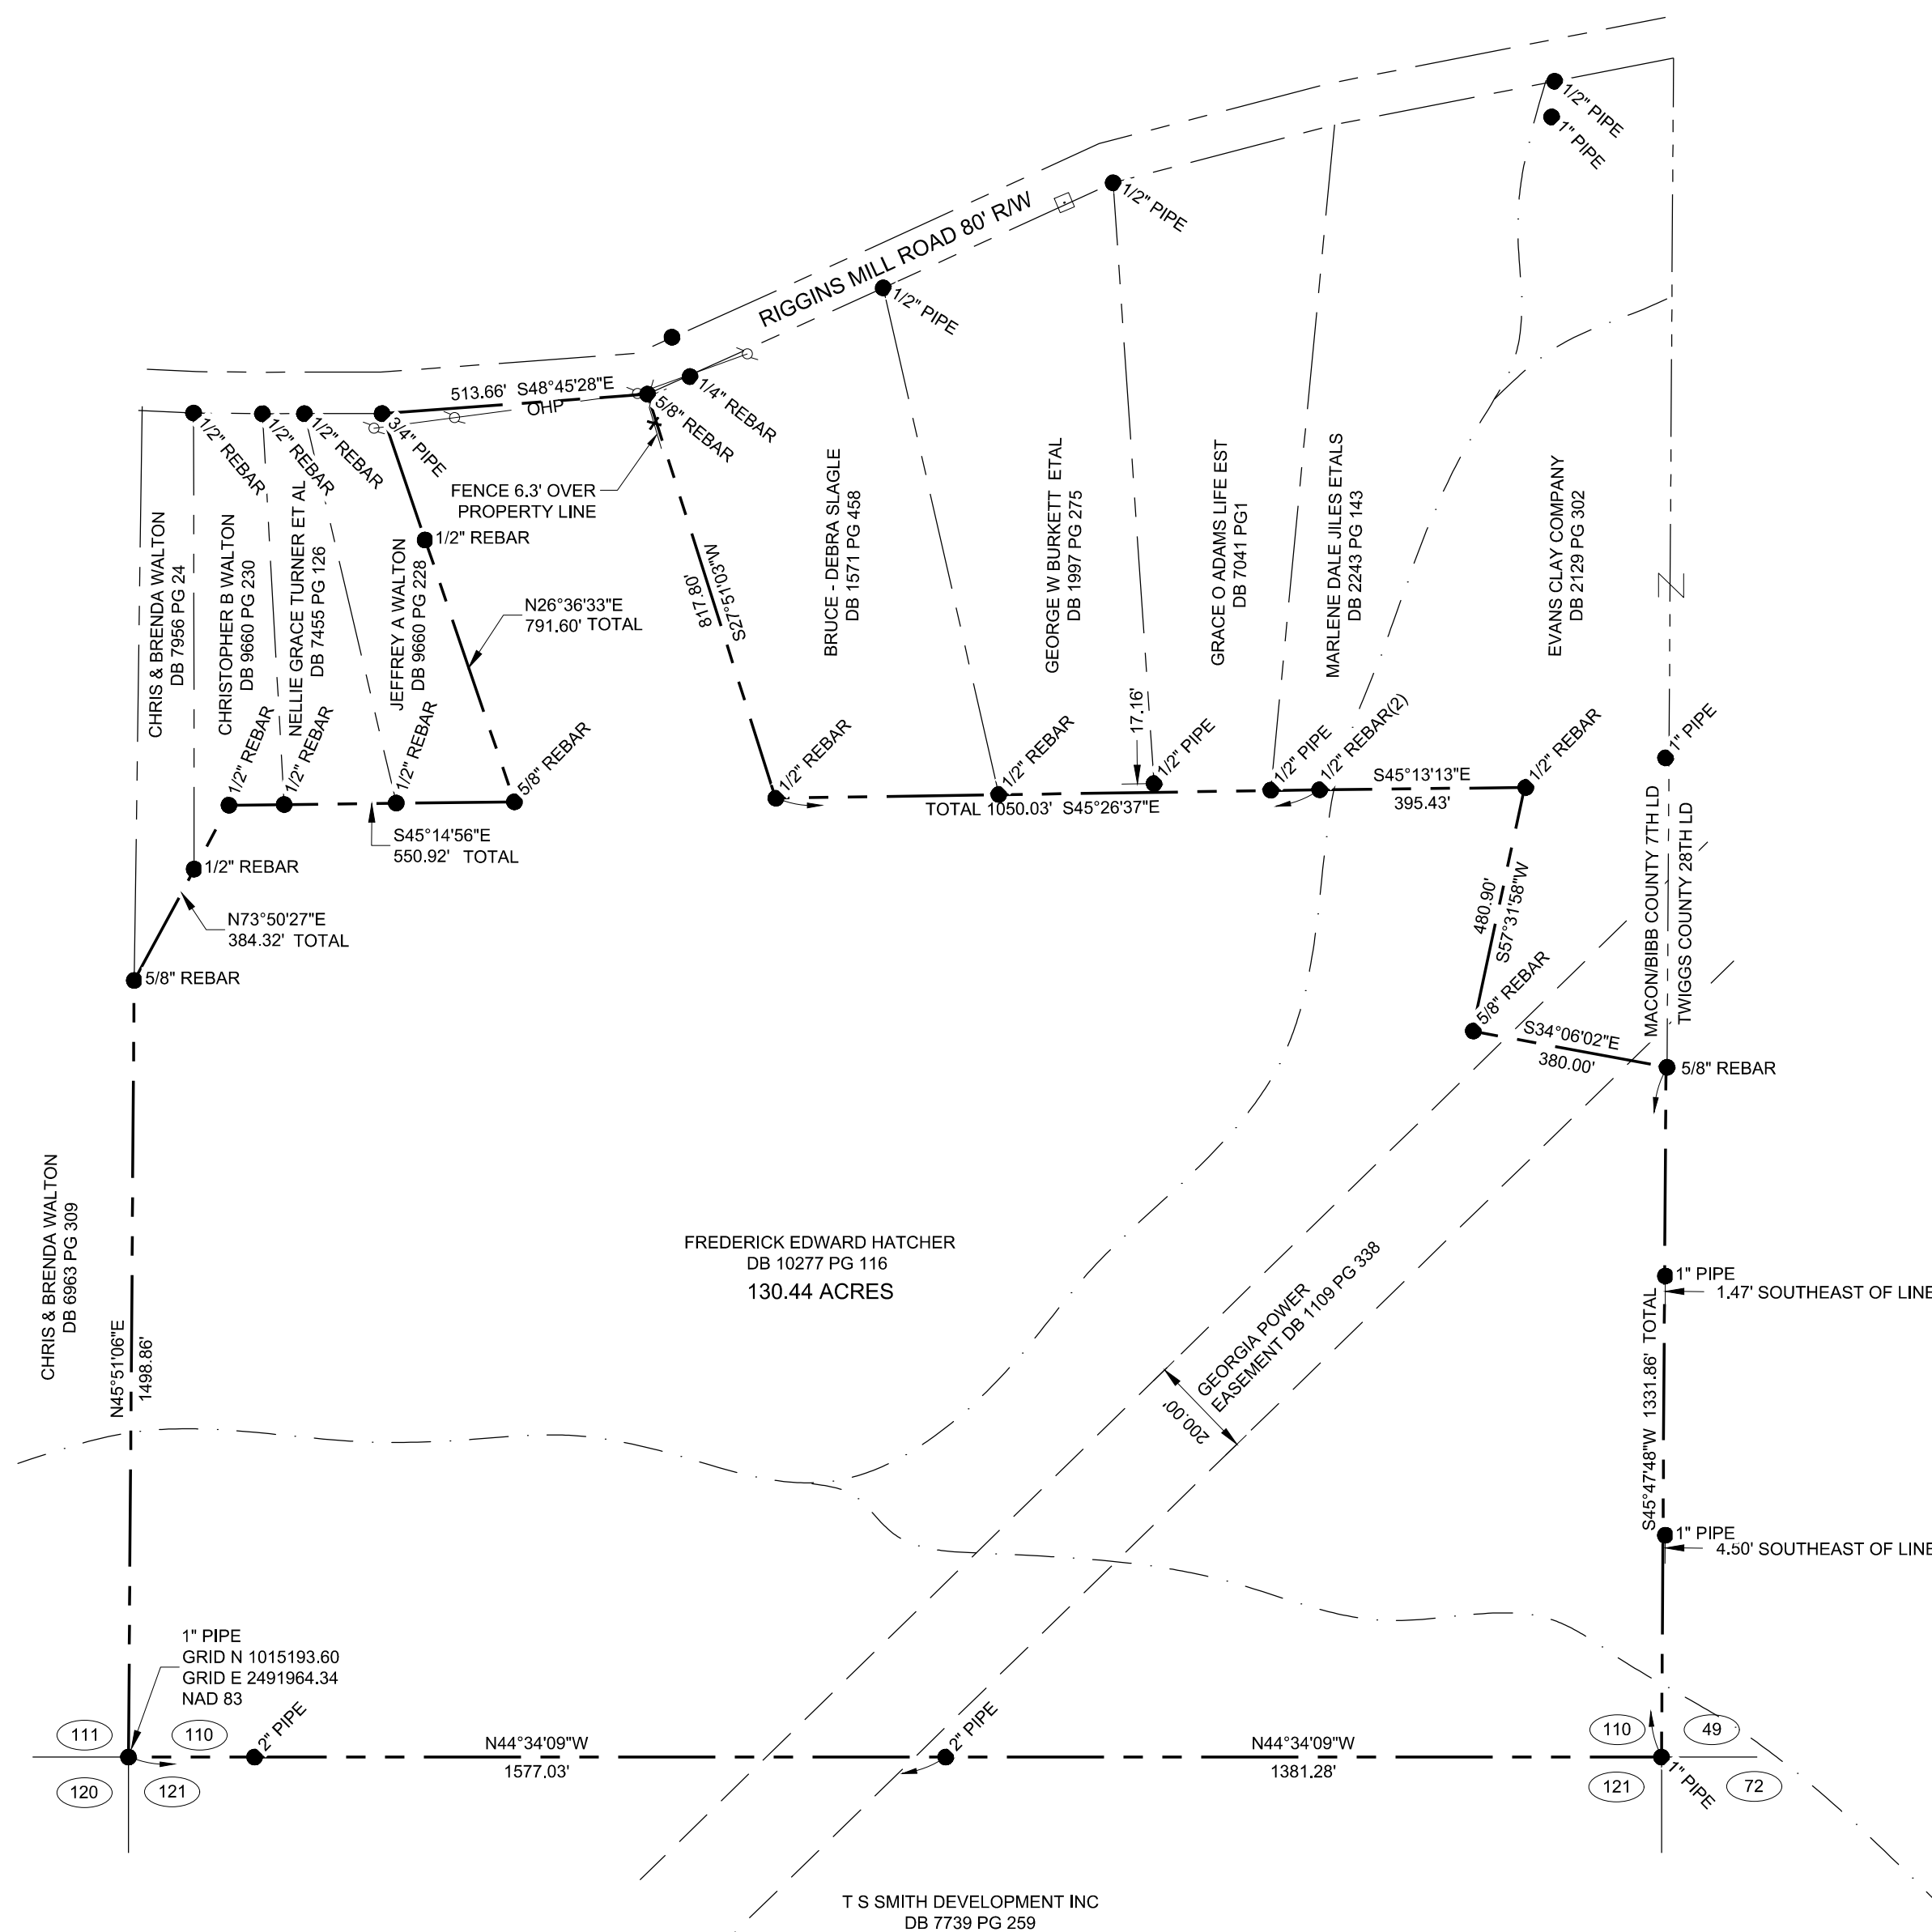 1/2" PIPE
1" PIPE
1/2" PIPE
RIGGINS MILL ROAD 80' R/W
1/2" PIPE
513.66' S48°45'28"E
OHP
1/4" REBAR
5/8" REBAR
3/4" PIPE
1/2" REBAR
1/2" REBAR
1/2" REBAR
FENCE 6.3' OVER
PROPERTY LINE
1/2" REBAR
N26°36'33"E
791.60' TOTAL
817.80'
S27°51'03"W
CHRIS & BRENDA WALTON
DB 7956 PG 24
CHRISTOPHER B WALTON
DB 9660 PG 230
NELLIE GRACE TURNER ET AL
DB 7455 PG 126
JEFFREY A WALTON
DB 9660 PG 228
BRUCE - DEBRA SLAGLE
DB 1571 PG 458
GEORGE W BURKETT ETAL
DB 1997 PG 275
GRACE O ADAMS LIFE EST
DB 7041 PG1
MARLENE DALE JILES ETALS
DB 2243 PG 143
EVANS CLAY COMPANY
DB 2129 PG 302
1/2" REBAR
1/2" REBAR
1/2" REBAR
5/8" REBAR
1/2" REBAR
1/2" REBAR
17.16'
1/2" PIPE
1/2" PIPE
1/2" REBAR(2)
S45°13'13"E
395.43'
1/2" REBAR
1" PIPE
TOTAL 1050.03' S45°26'37"E
S45°14'56"E
550.92' TOTAL
1/2" REBAR
N73°50'27"E
384.32' TOTAL
5/8" REBAR
480.90'
S57°31'58"W
5/8" REBAR
MACON/BIBB COUNTY 7TH LD
TWIGGS COUNTY 28TH LD
S34°06'02"E
380.00'
5/8" REBAR
CHRIS & BRENDA WALTON
DB 6963 PG 309
N45°51'06"E
1498.86'
FREDERICK EDWARD HATCHER
DB 10277 PG 116
130.44 ACRES
GEORGIA POWER
EASEMENT DB 1109 PG 338
200.00'
1" PIPE
1.47' SOUTHEAST OF LINE
S45°47'48"W 1331.86' TOTAL
1" PIPE
4.50' SOUTHEAST OF LINE
1" PIPE
GRID N 1015193.60
GRID E 2491964.34
NAD 83
111
110
120
121
2" PIPE
N44°34'09"W
1577.03'
2" PIPE
N44°34'09"W
1381.28'
110
49
121
72
1" PIPE
T S SMITH DEVELOPMENT INC
DB 7739 PG 259